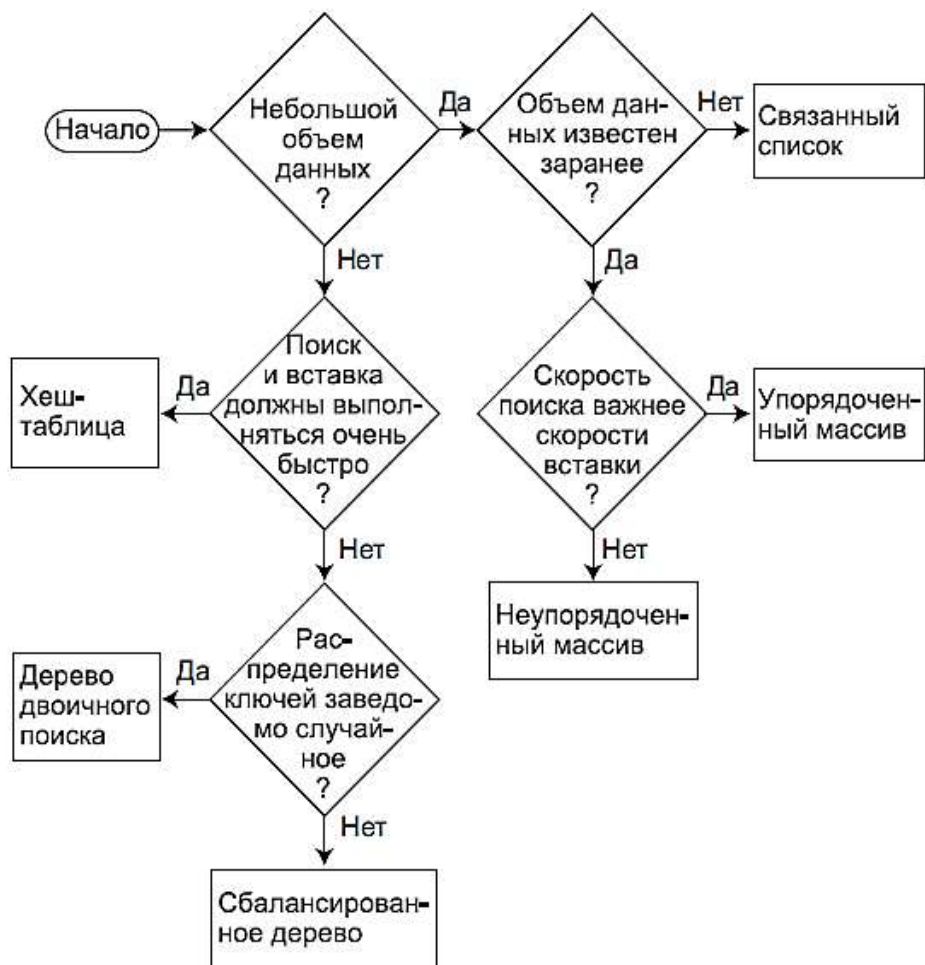 Начало
Небольшой
объем
данных
?
Да
Объем дан-
ных известен
заранее
?
Нет
Связанный
список
Нет
Да
Поиск
и вставка
должны выпол-
няться очень
быстро
?
Да
Хеш-
таблица
Скорость
поиска важнее
скорости
вставки
?
Да
Упорядочен-
ный массив
Нет
Нет
Неупорядочен-
ный массив
Рас-
пределение
ключей заведо-
мо случай-
ное
?
Да
Дерево
двоичного
поиска
Нет
Сбалансирован-
ное дерево